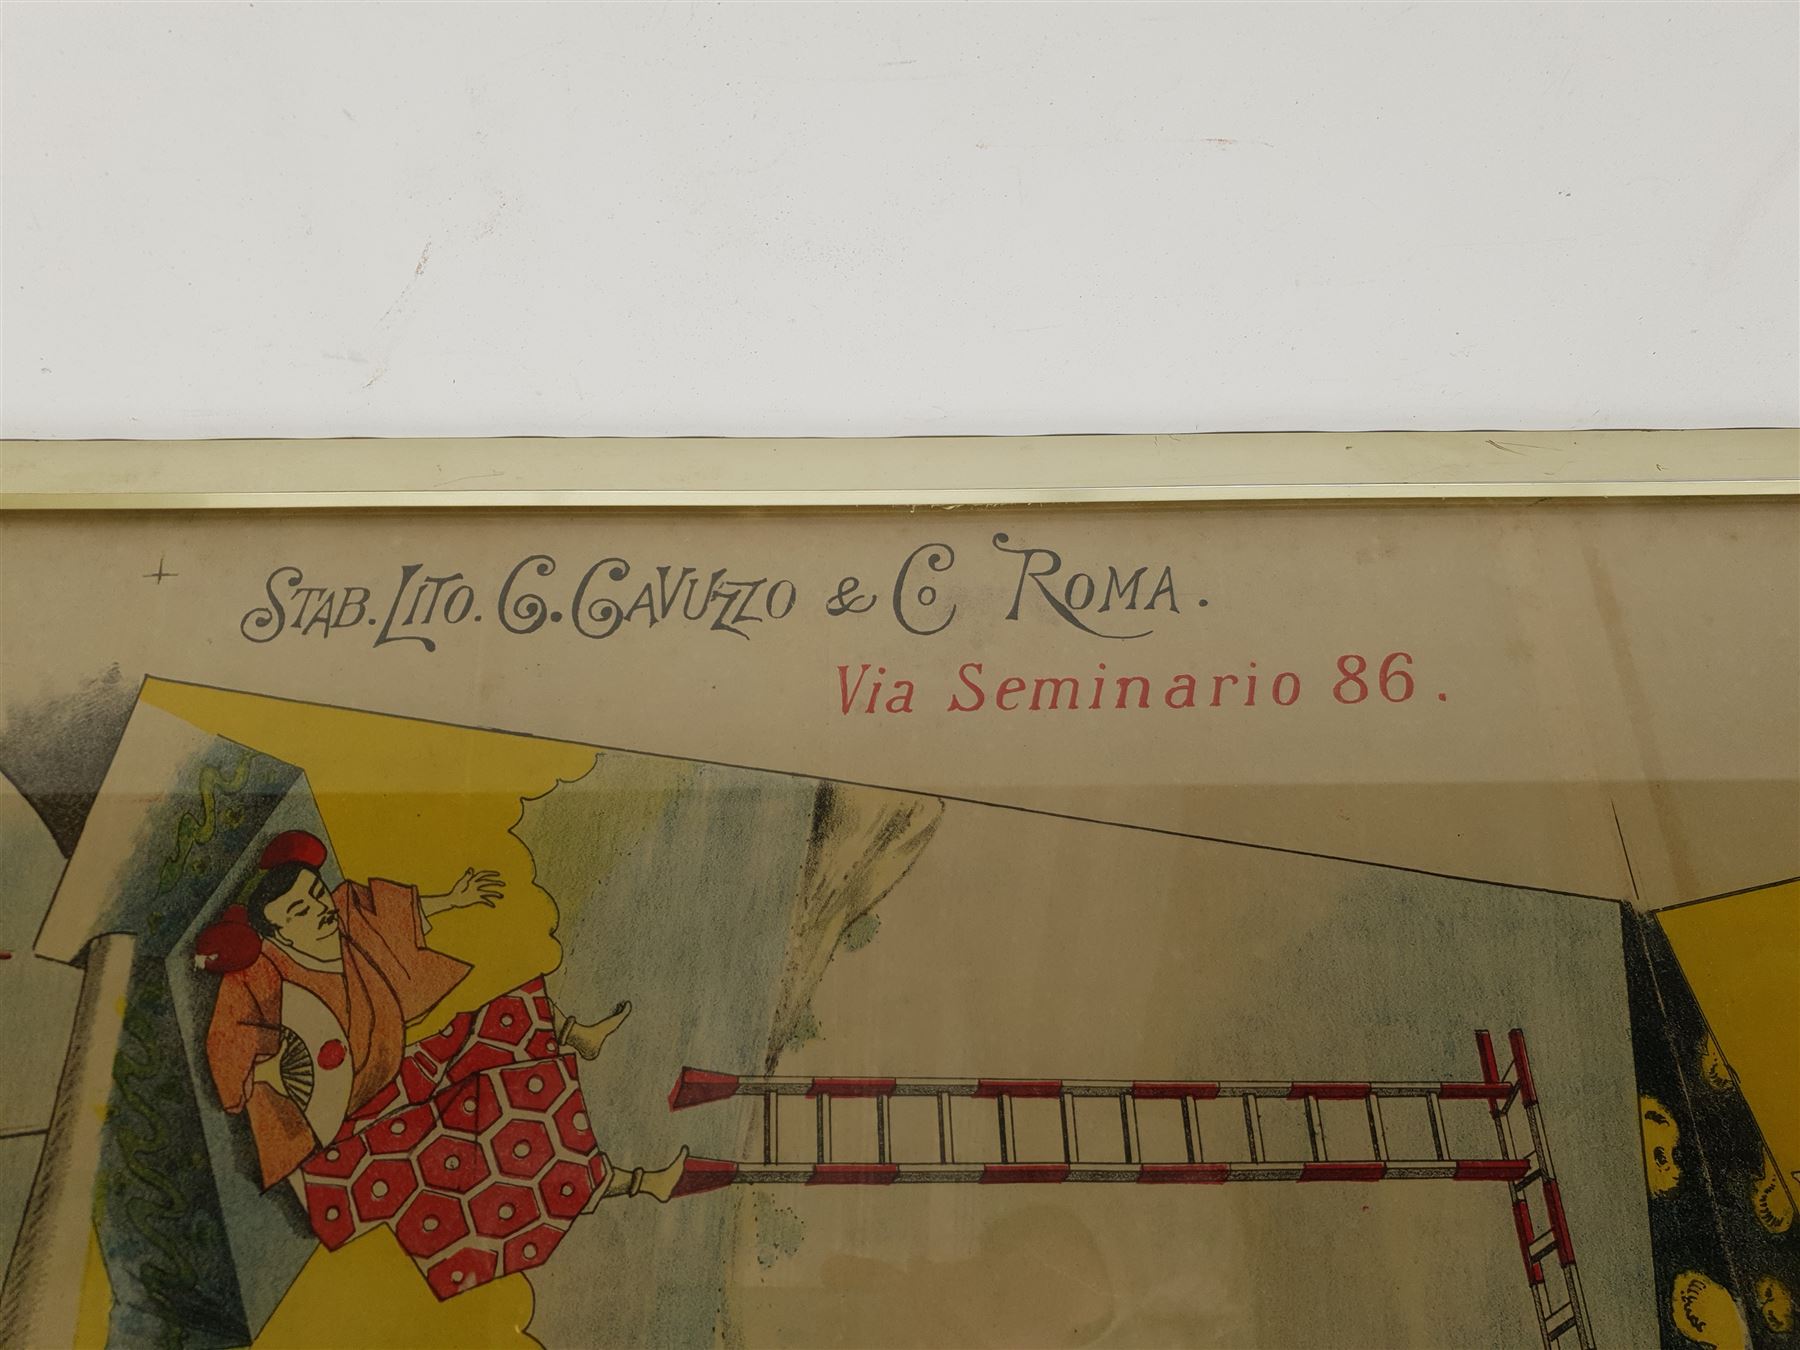 STAB. LITO. G. CAVUZZO & Co ROMA.
Via Seminario 86.